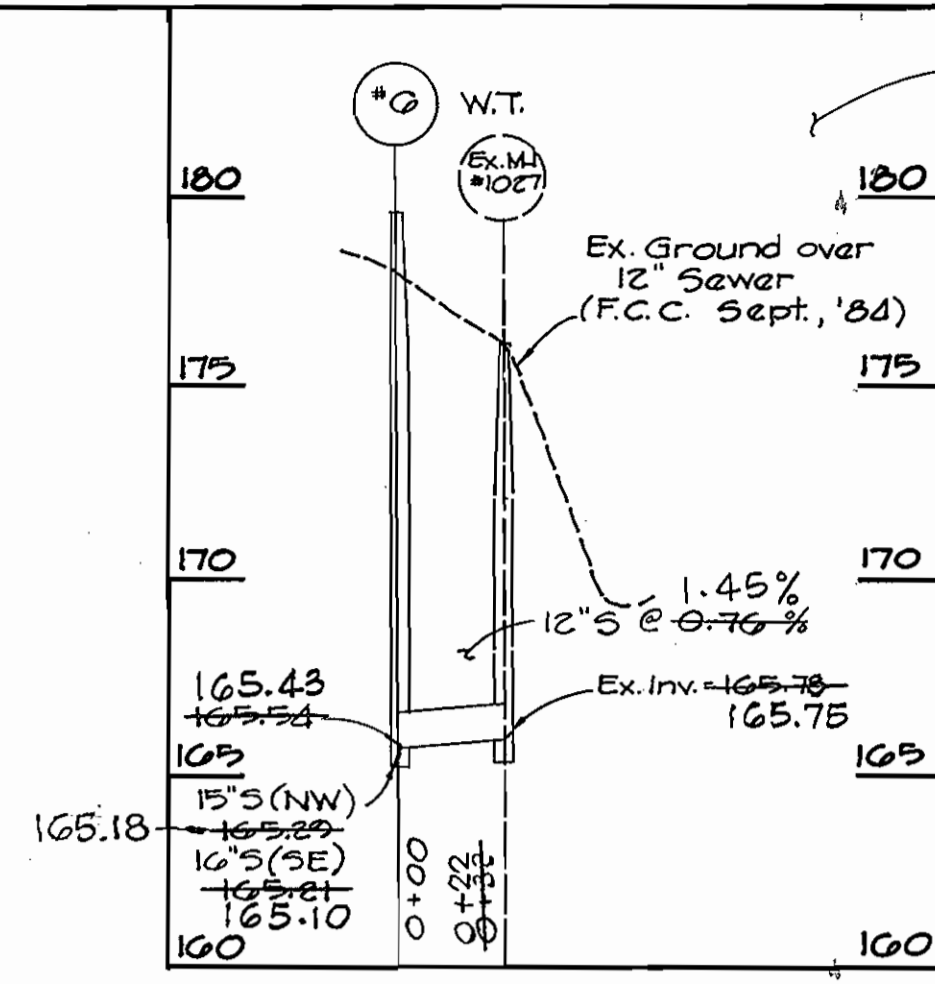 #6
W.T.
Ex. MH
#1027
180
180
Ex. Ground over
12" Sewer
(F.C.C. Sept., '84)
175
175
170
170
1.45%
12"S @ 0.76 %
165.43
165.54
Ex. Inv. = 165.78
165.75
165
165
15"S (NW)
165.18
165.29
16"S (SE)
165.21
165.10
0+00
0+22
0+32
160
160